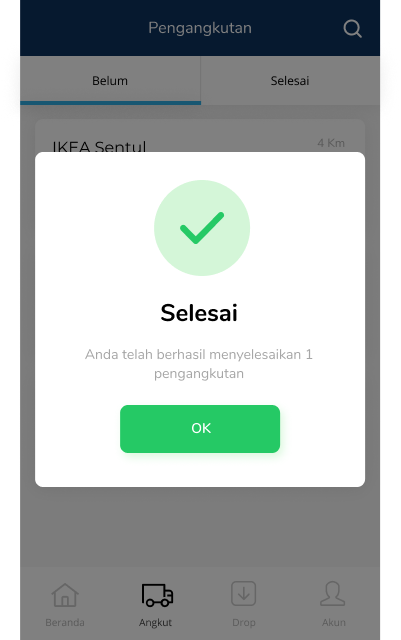 Pengangkutan
Belum
Selesai
IKEA Sentul
4 Km
Selesai
Anda telah berhasil menyelesaikan 1
pengangkutan
OK
Beranda
Angkut
Drop
Akun